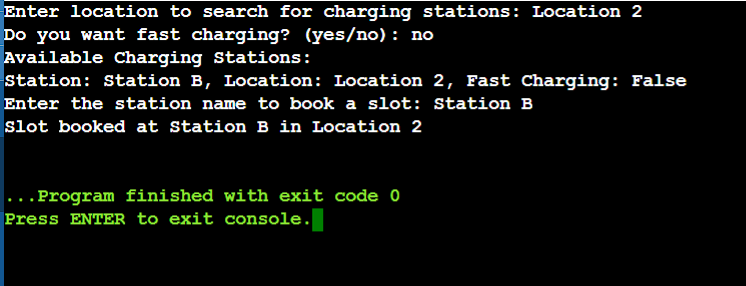 Enter location to search for charging stations: Location 2
Do you want fast charging? (yes/no): no
Available Charging Stations:
Station: Station B, Location: Location 2, Fast Charging: False
Enter the station name to book a slot: Station B
Slot booked at Station B in Location 2
...Program finished with exit code 0
Press ENTER to exit console.